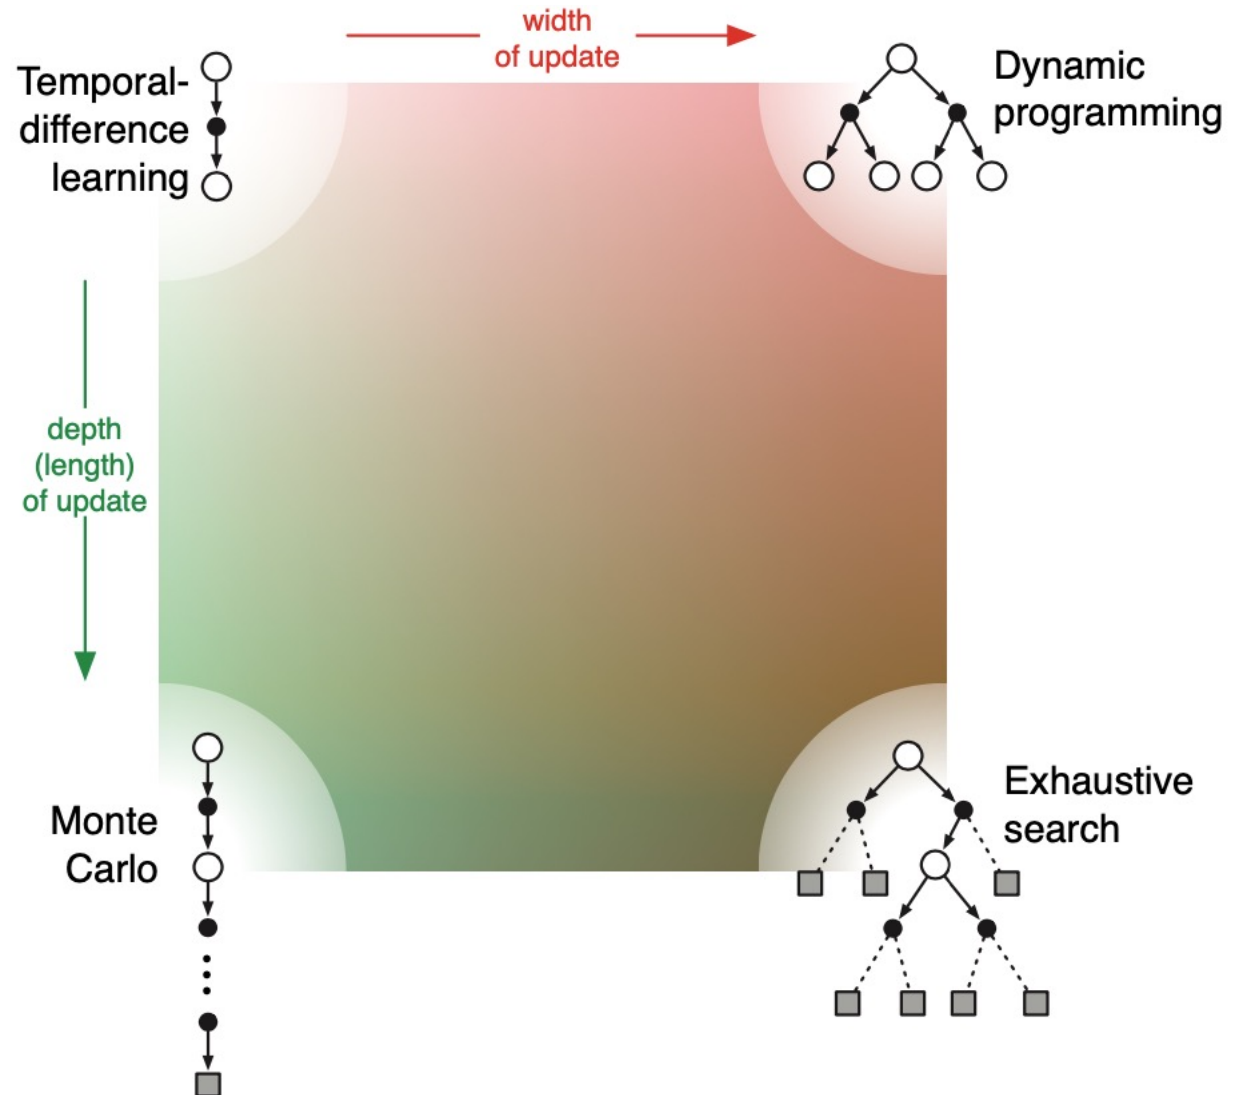 width
of update
Temporal-
difference
learning
Dynamic
programming
depth
(length)
of update
Monte
Carlo
Exhaustive
search